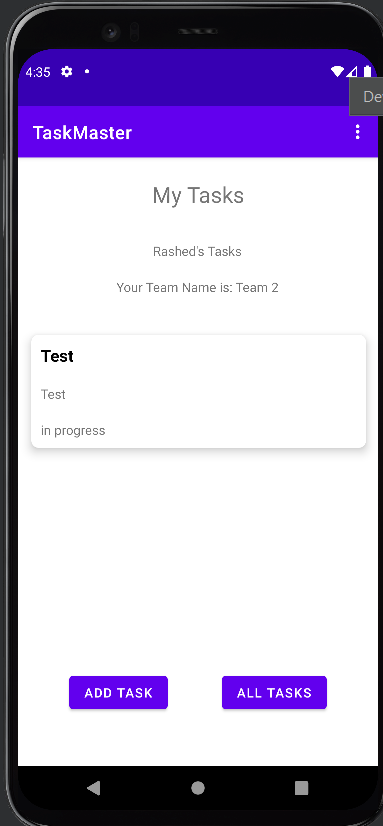 4:35
De
TaskMaster
My Tasks
Rashed's Tasks
Your Team Name is: Team 2
Test
Test
in progress
ADD TASK
ALL TASKS